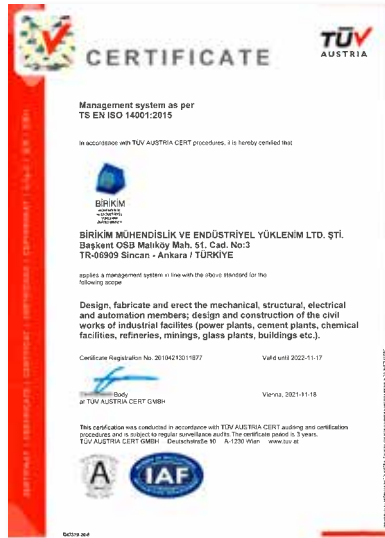 CERTIFICATE
TÜV
AUSTRIA
Management system as per
TS EN ISO 14001:2015
In accordance with TÜV AUSTRIA CERT procedures, it is hereby certified that
BİRİKİM
BİRİKİM MÜHENDİSLİK VE ENDÜSTRİYEL YÜKLENİM LTD. ŞTİ.
Başkent OSB Malıköy Mah. 51. Cad. No:3
TR-06909 Sincan - Ankara / TÜRKİYE
applies a management system in line with the above standard for the
following scope
Design, fabricate and erect the mechanical, structural, electrical
and automation members; design and construction of the civil
works of industrial facilites (power plants, cement plants, chemical
facilities, refineries, minings, glass plants, buildings etc.).
Certificate Registration No. 20104213011877
Valid until 2022-11-17
Body
at TÜV AUSTRIA CERT GMBH
Vienna, 2021-11-18
This certification was conducted in accordance with TÜV AUSTRIA CERT auditing and certification
procedures and is subject to regular surveillance audits. The certificate period is 3 years.
TÜV AUSTRIA CERT GMBH Deutschstraße 10 A-1230 Wien www.tuv.at
A
IAF